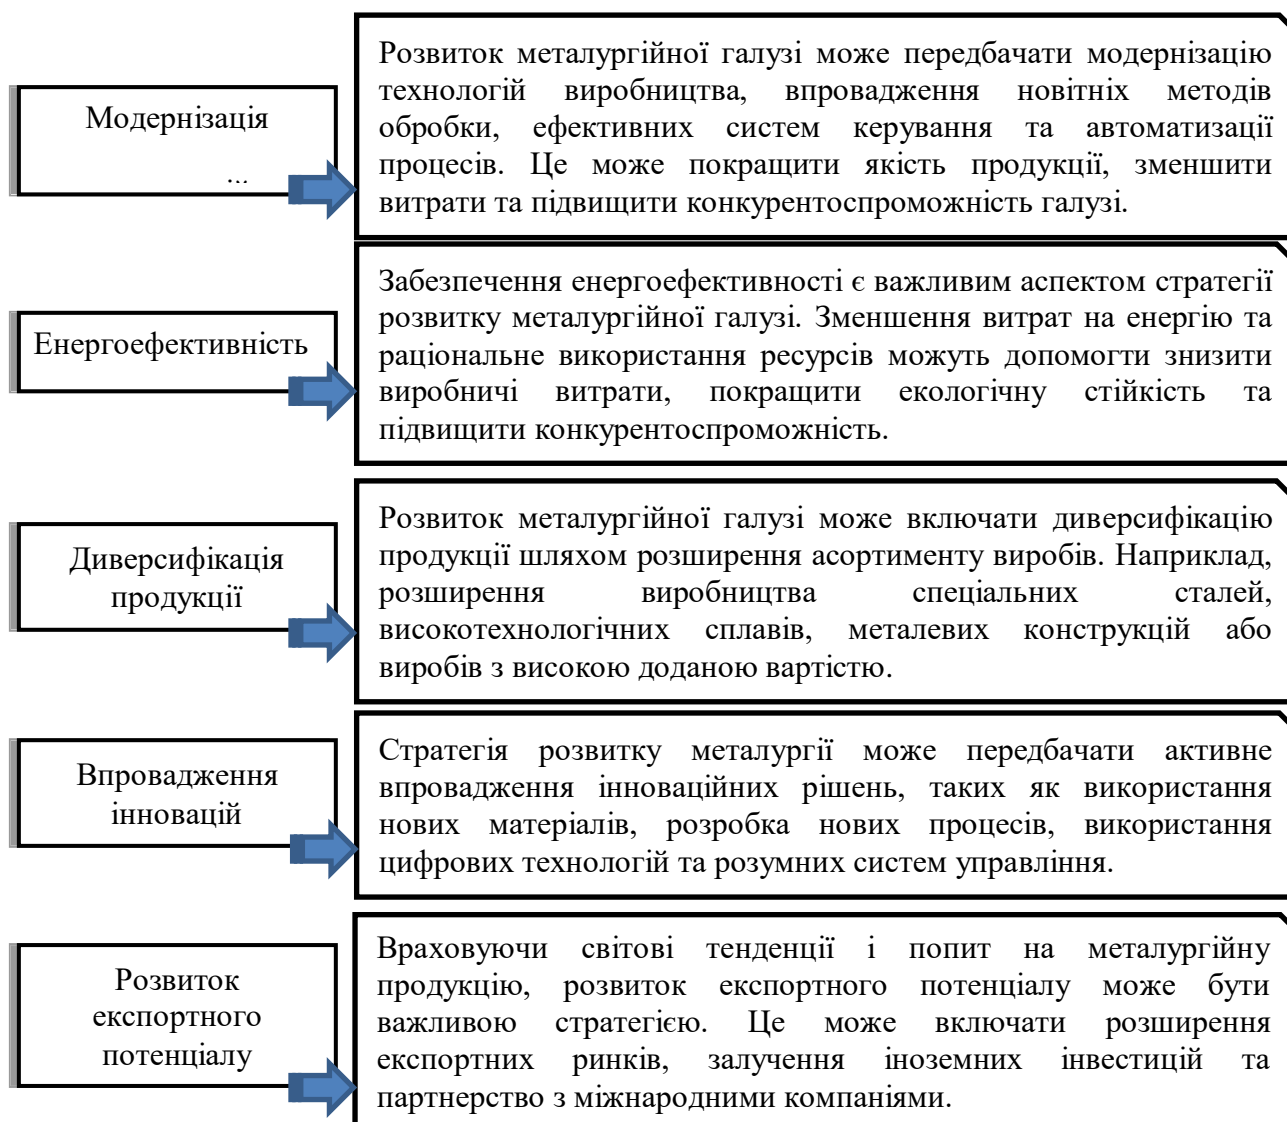 Модернізація
...
Розвиток металургійної галузі може передбачати модернізацію
технологій виробництва, впровадження новітніх методів
обробки, ефективних систем керування та автоматизації
процесів. Це може покращити якість продукції, зменшити
витрати та підвищити конкурентоспроможність галузі.
Енергоефективність
Забезпечення енергоефективності є важливим аспектом стратегії
розвитку металургійної галузі. Зменшення витрат на енергію та
раціональне використання ресурсів можуть допомогти знизити
виробничі витрати, покращити екологічну стійкість та
підвищити конкурентоспроможність.
Диверсифікація
продукції
Розвиток металургійної галузі може включати диверсифікацію
продукції шляхом розширення асортименту виробів. Наприклад,
розширення виробництва спеціальних сталей,
високотехнологічних сплавів, металевих конструкцій або
виробів з високою доданою вартістю.
Впровадження
інновацій
Стратегія розвитку металургії може передбачати активне
впровадження інноваційних рішень, таких як використання
нових матеріалів, розробка нових процесів, використання
цифрових технологій та розумних систем управління.
Розвиток
експортного
потенціалу
Враховуючи світові тенденції і попит на металургійну
продукцію, розвиток експортного потенціалу може бути
важливою стратегією. Це може включати розширення
експортних ринків, залучення іноземних інвестицій та
партнерство з міжнародними компаніями.